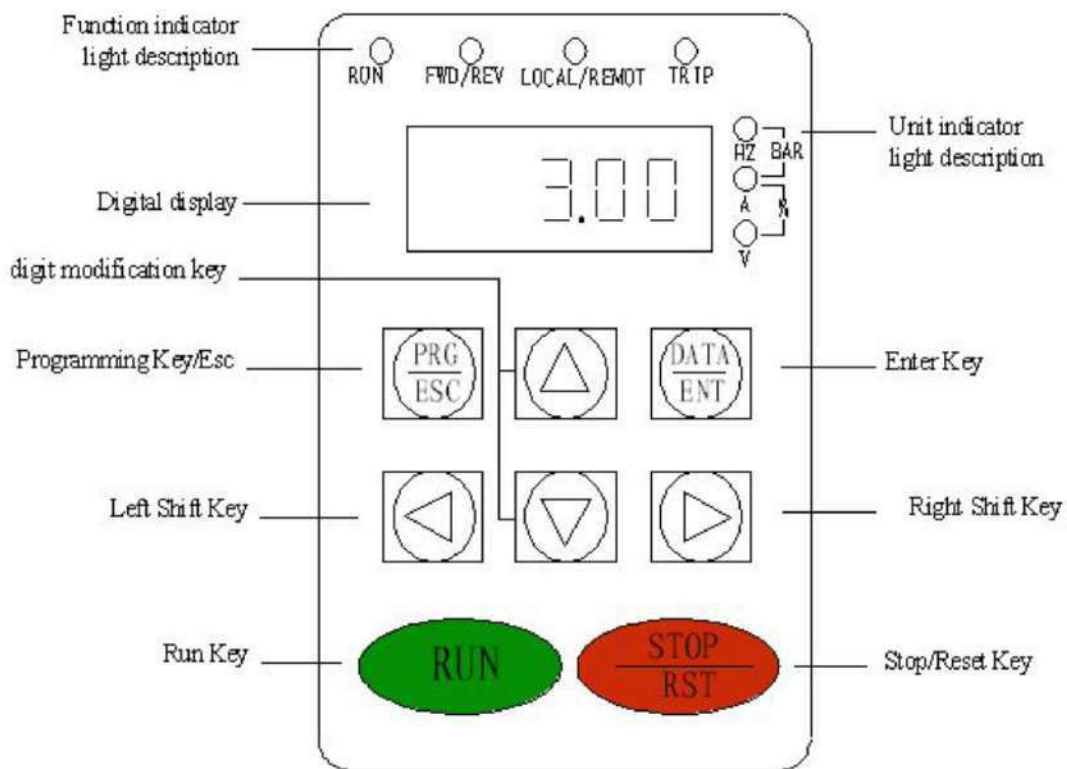 Function indicator
light description
RUN
FWD/REV
LOCAL/REMOT
TRIP
Unit indicator
light description
HZ
BAR
A
%
V
Digital display
3.00
digit modification key
Programming Key/Esc
PRG
ESC
DATA
ENT
Enter Key
Left Shift Key
Right Shift Key
Run Key
RUN
STOP
RST
Stop/Reset Key